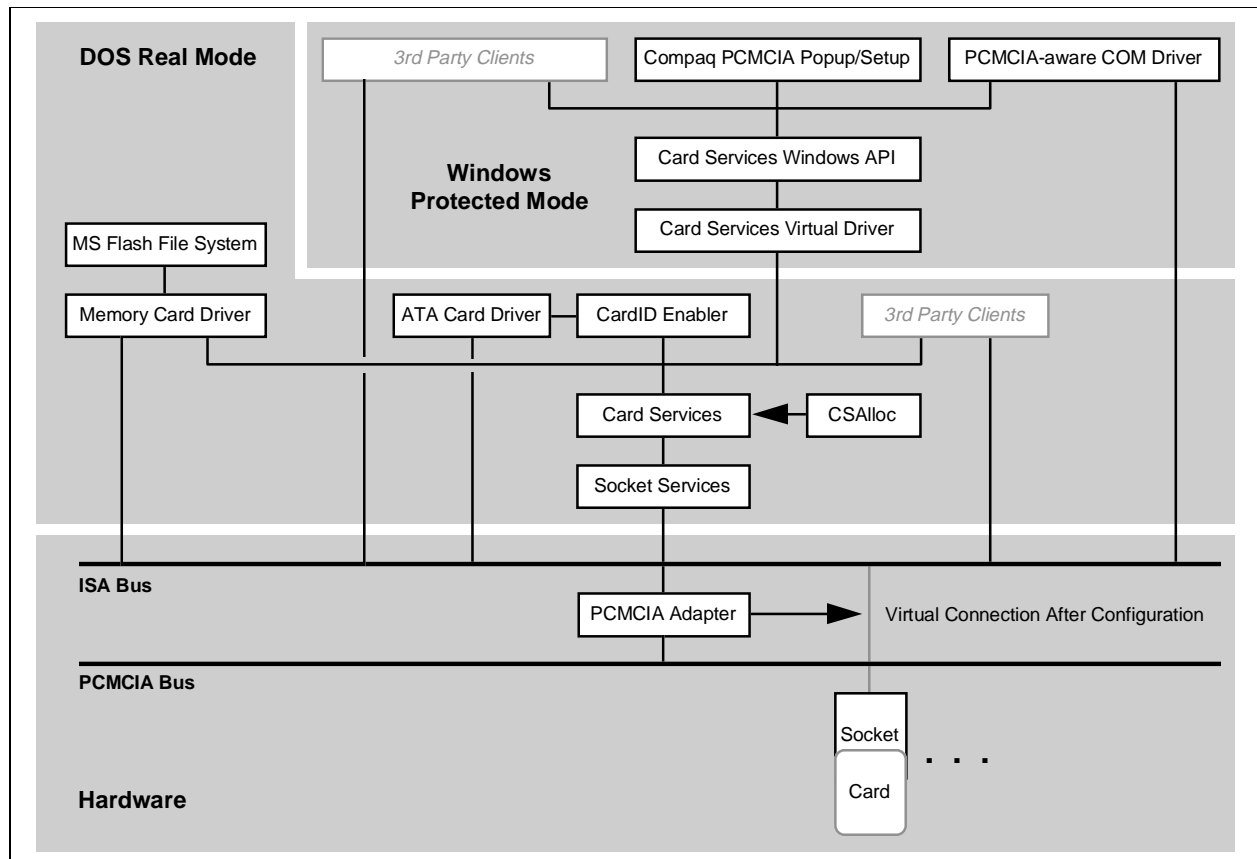 DOS Real Mode
3rd Party Clients
Compaq PCMCIA Popup/Setup
PCMCIA-aware COM Driver
Card Services Windows API
Windows
Protected Mode
Card Services Virtual Driver
MS Flash File System
Memory Card Driver
ATA Card Driver
CardID Enabler
3rd Party Clients
Card Services
CSAlloc
Socket Services
ISA Bus
PCMCIA Adapter
Virtual Connection After Configuration
PCMCIA Bus
Socket
. . .
Card
Hardware